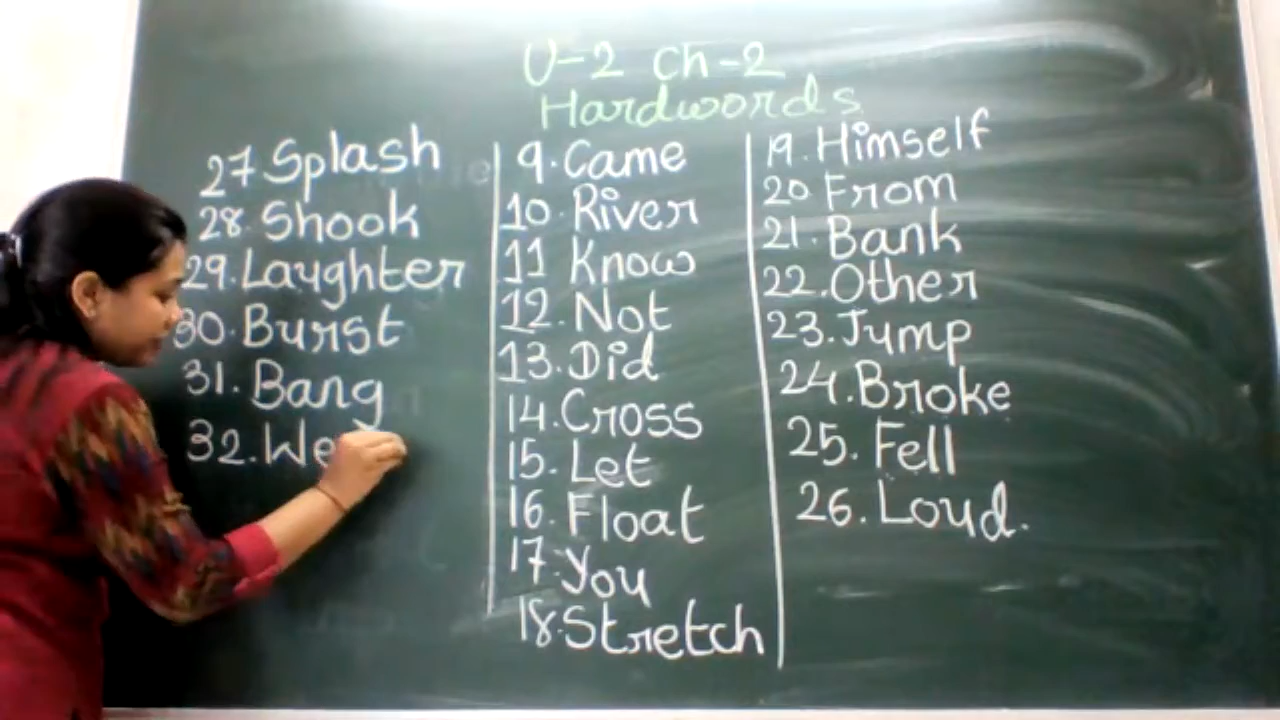 U-2 Ch-2
Hardwords
27 Splash
28. Shook
29. Laughter
30. Burst
31. Bang
32. We
9. Came
10. River
11 Know
12. Not
13. Did
14. Cross
15. Let
16. Float
17. You
18. Stretch
19. Himself
20. From
21. Bank
22. Other
23. Jump
24. Broke
25. Fell
26. Loud.